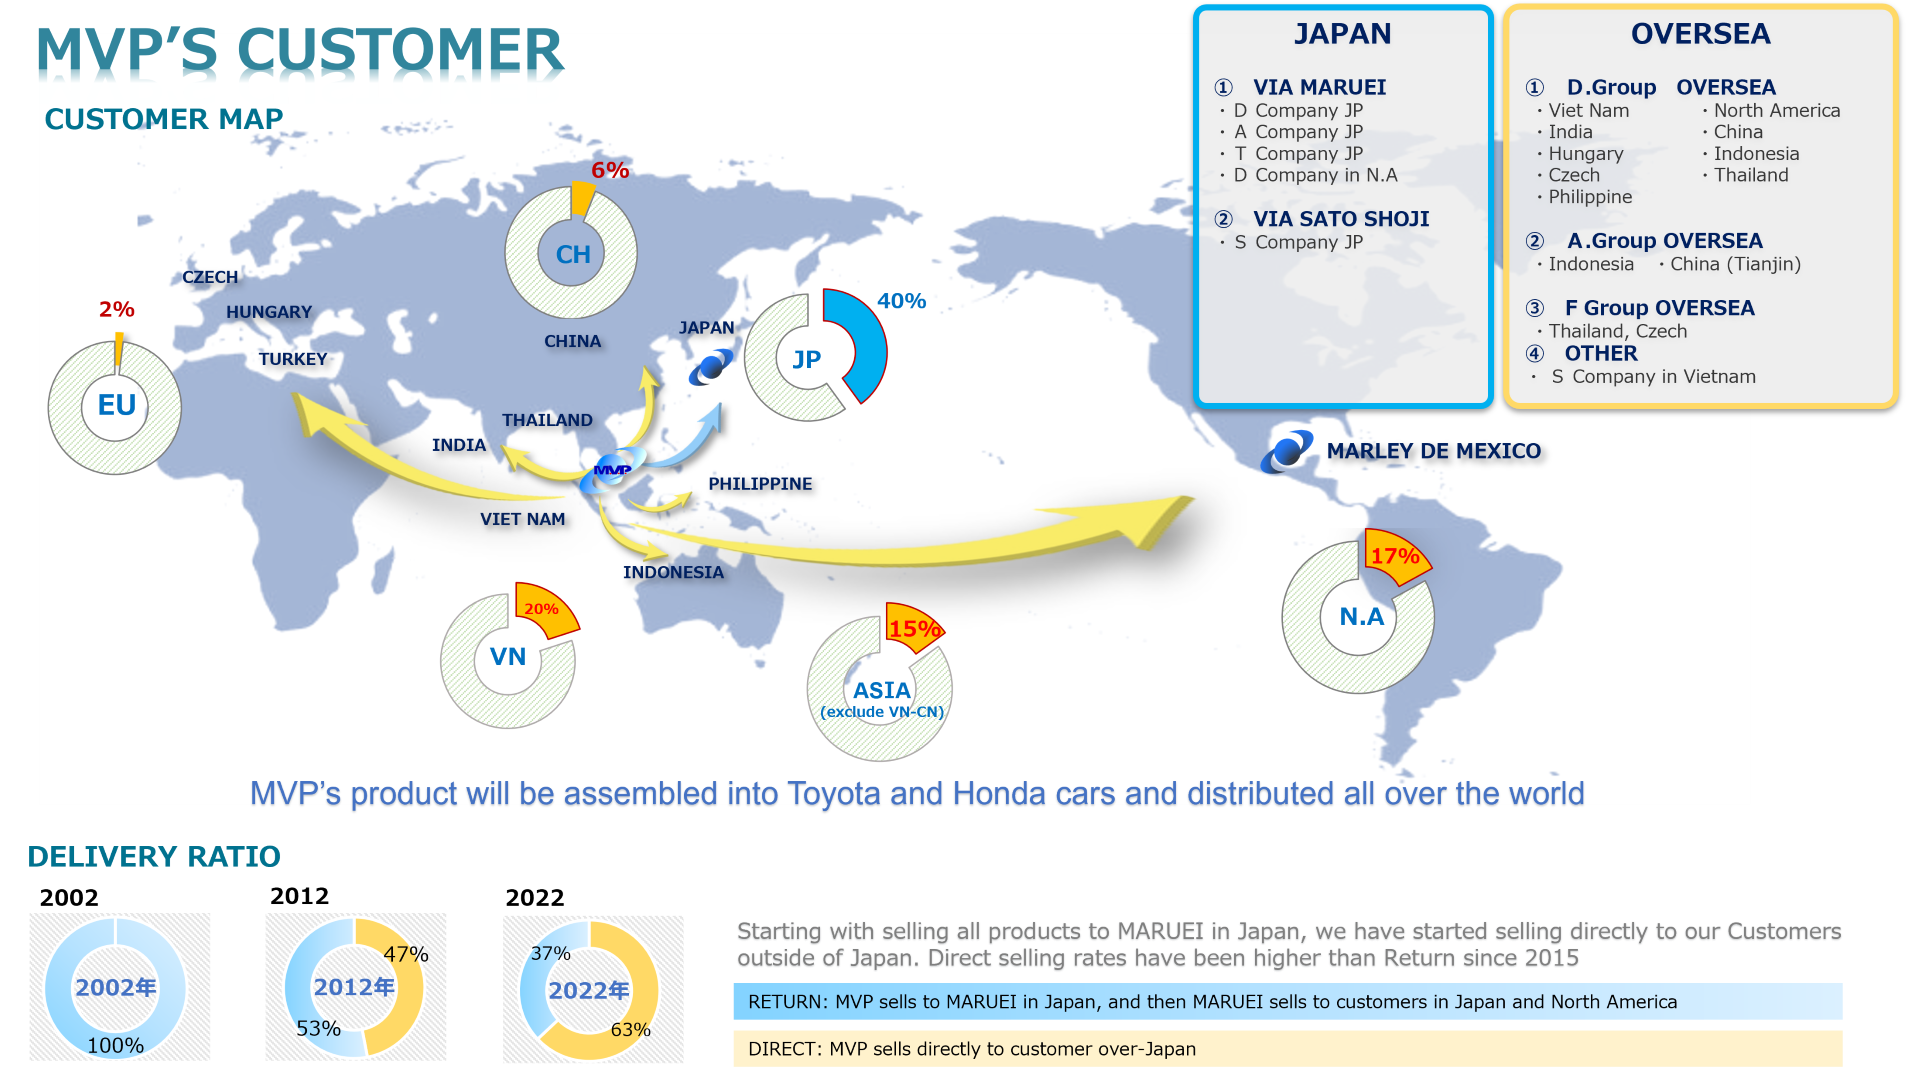 MVP'S CUSTOMER
CUSTOMER MAP
JAPAN
① VIA MARUEI
・D Company JP
・A Company JP
・T Company JP
・D Company in N.A
② VIA SATO SHOJI
・S Company JP
OVERSEA
① D.Group OVERSEA
・Viet Nam ・North America
・India ・China
・Hungary ・Indonesia
・Czech ・Thailand
・Philippine
② A.Group OVERSEA
・Indonesia ・China (Tianjin)
③ F Group OVERSEA
・Thailand, Czech
④ OTHER
・ S Company in Vietnam
6%
CH
CZECH
HUNGARY
2%
TURKEY
EU
CHINA
JAPAN
40%
JP
THAILAND
INDIA
MVP
PHILIPPINE
VIET NAM
INDONESIA
MARLEY DE MEXICO
17%
N.A
20%
VN
15%
ASIA
(exclude VN-CN)
MVP's product will be assembled into Toyota and Honda cars and distributed all over the world
DELIVERY RATIO
2002
2002年
100%
2012
47%
2012年
53%
2022
37%
2022年
63%
Starting with selling all products to MARUEI in Japan, we have started selling directly to our Customers
outside of Japan. Direct selling rates have been higher than Return since 2015
RETURN: MVP sells to MARUEI in Japan, and then MARUEI sells to customers in Japan and North America
DIRECT: MVP sells directly to customer over-Japan